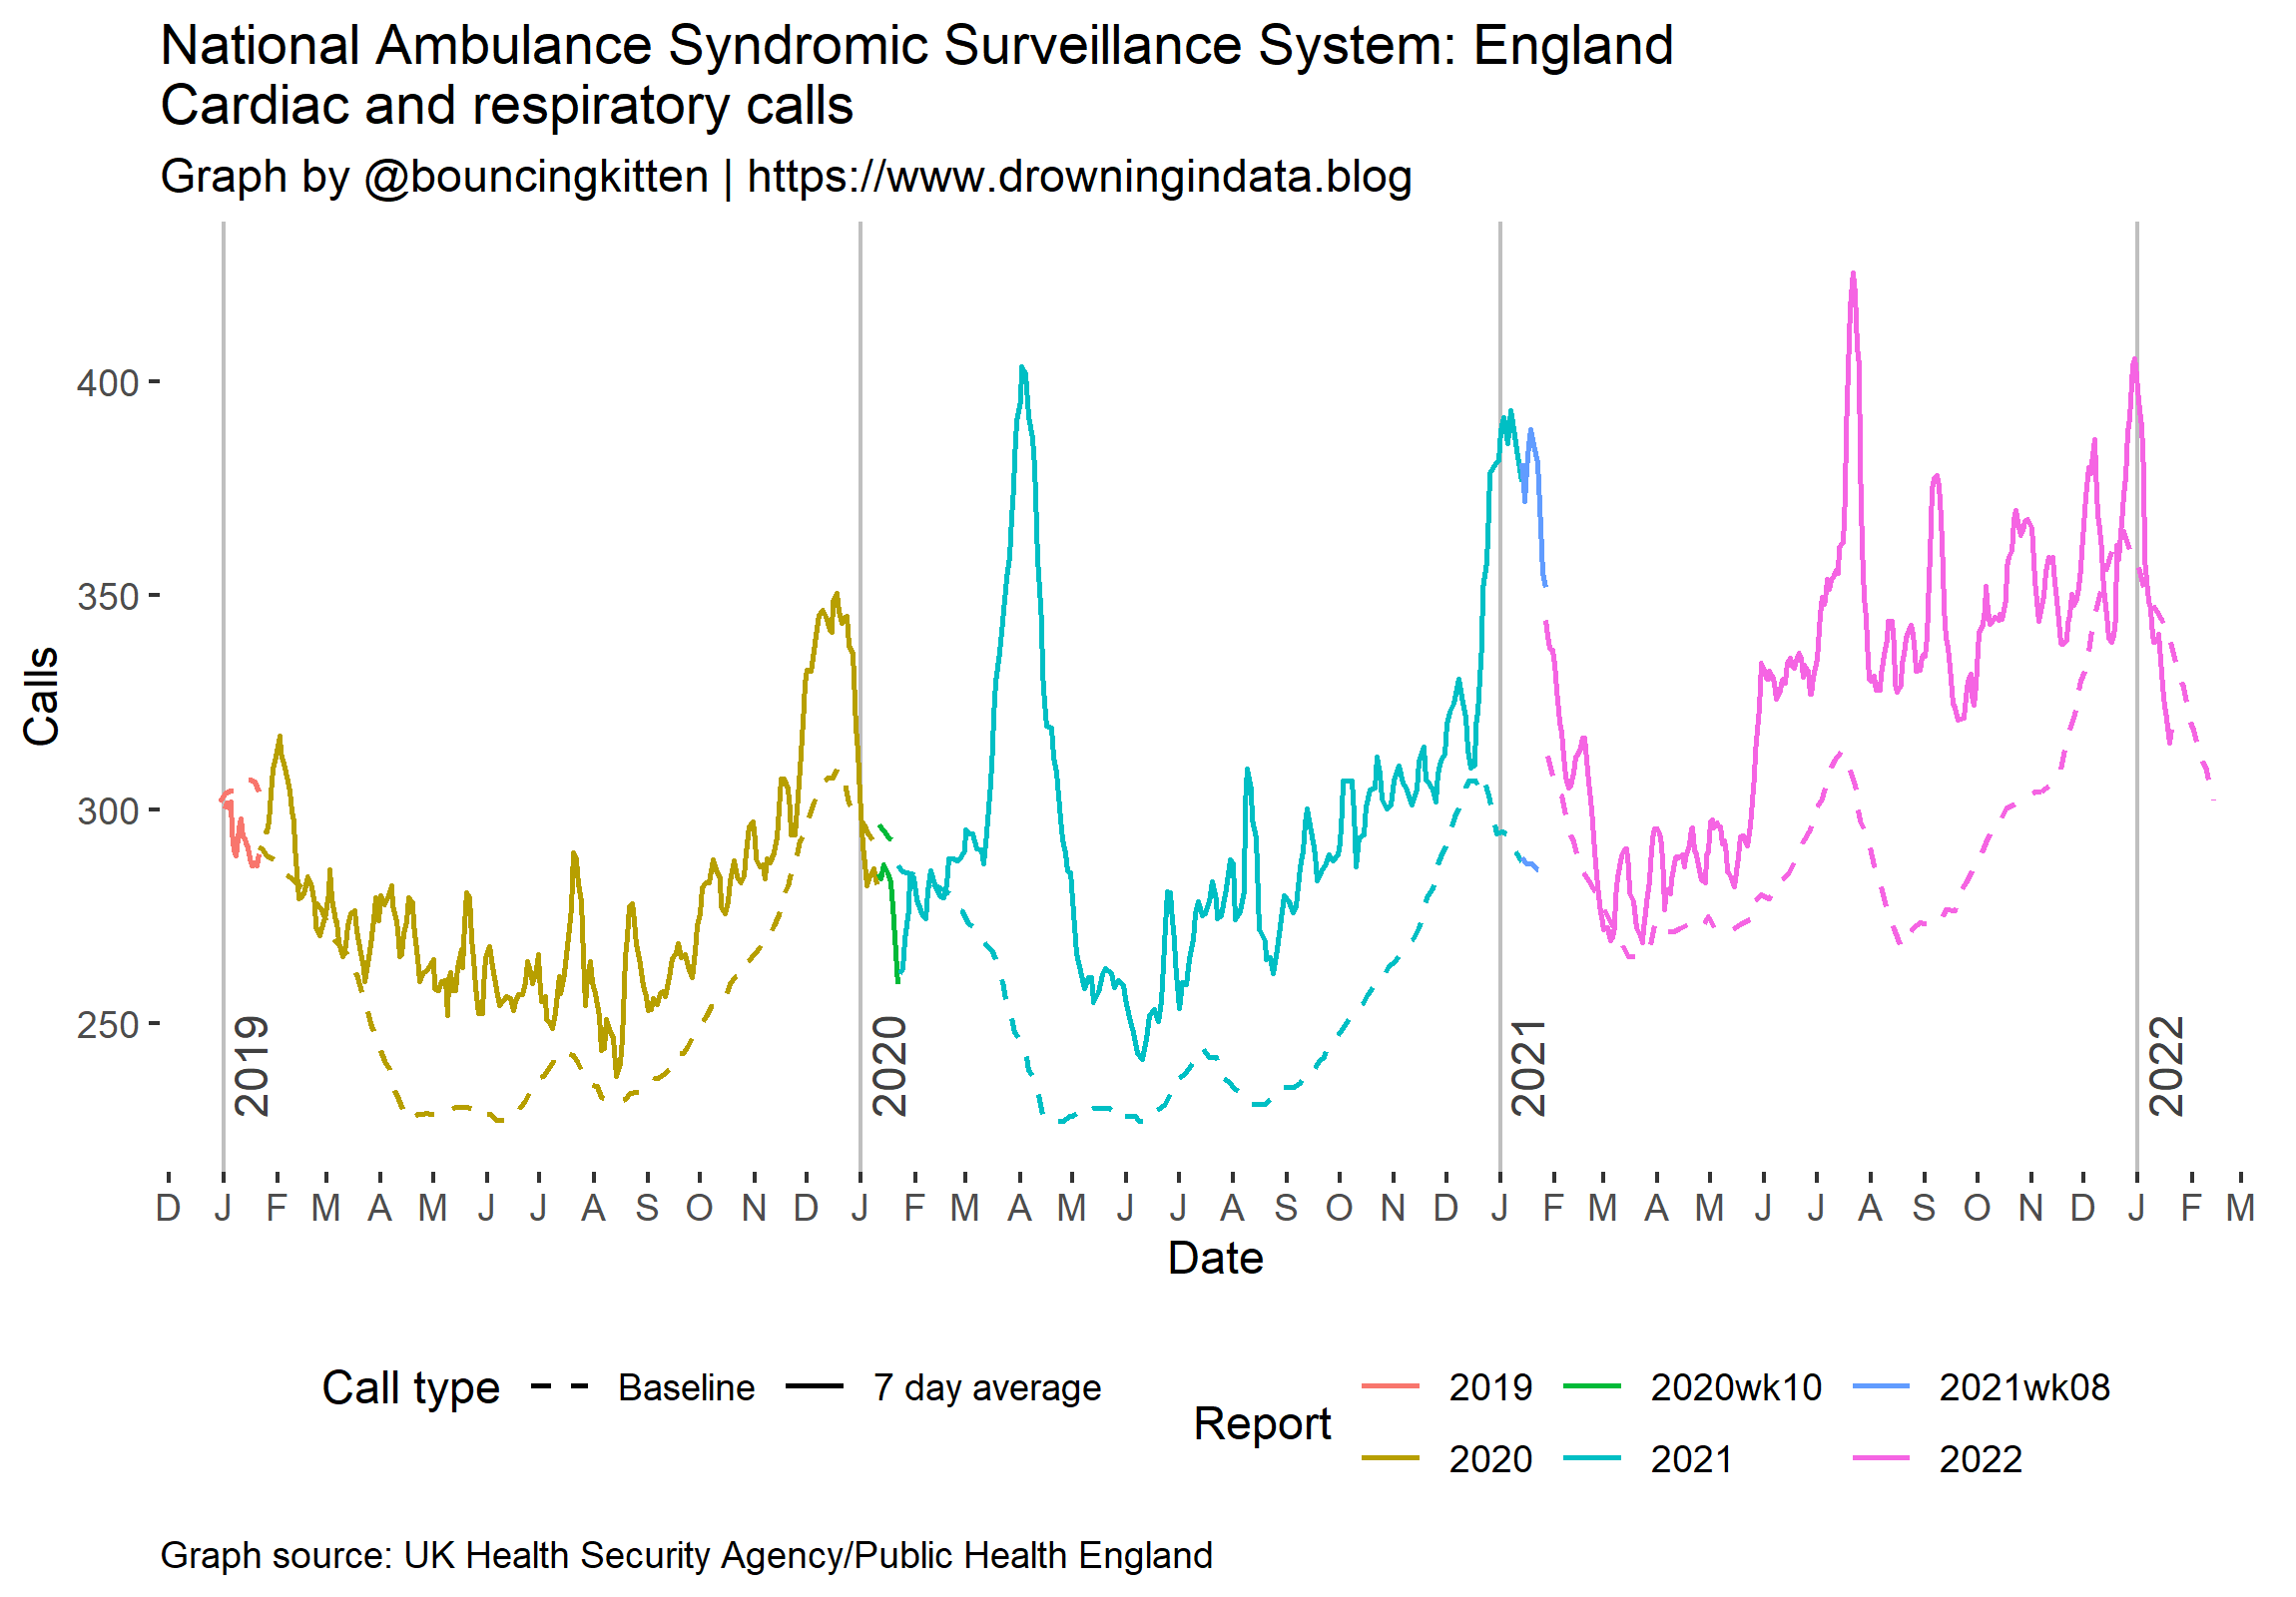 National Ambulance Syndromic Surveillance System: England
Cardiac and respiratory calls
Graph by @bouncingkitten | https://www.drowningindata.blog
Calls
400
350
300
250
2019
2020
2021
2022
D J F M A M J J A S O N D J F M A M J J A S O N D J F M A M J J A S O N D J F M
Date
Call type Baseline 7 day average
Report
2019 2020wk10 2021wk08
2020 2021 2022
Graph source: UK Health Security Agency/Public Health England